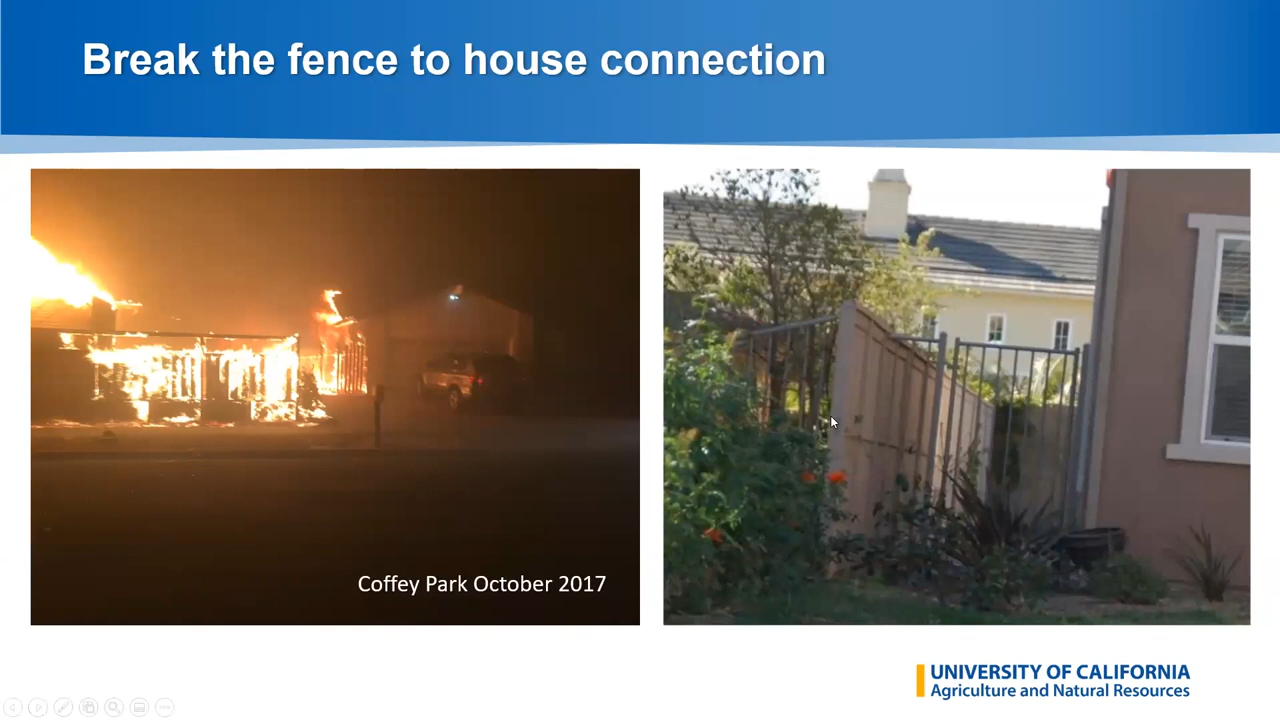 Break the fence to house connection
Coffey Park October 2017
UNIVERSITY OF CALIFORNIA
Agriculture and Natural Resources